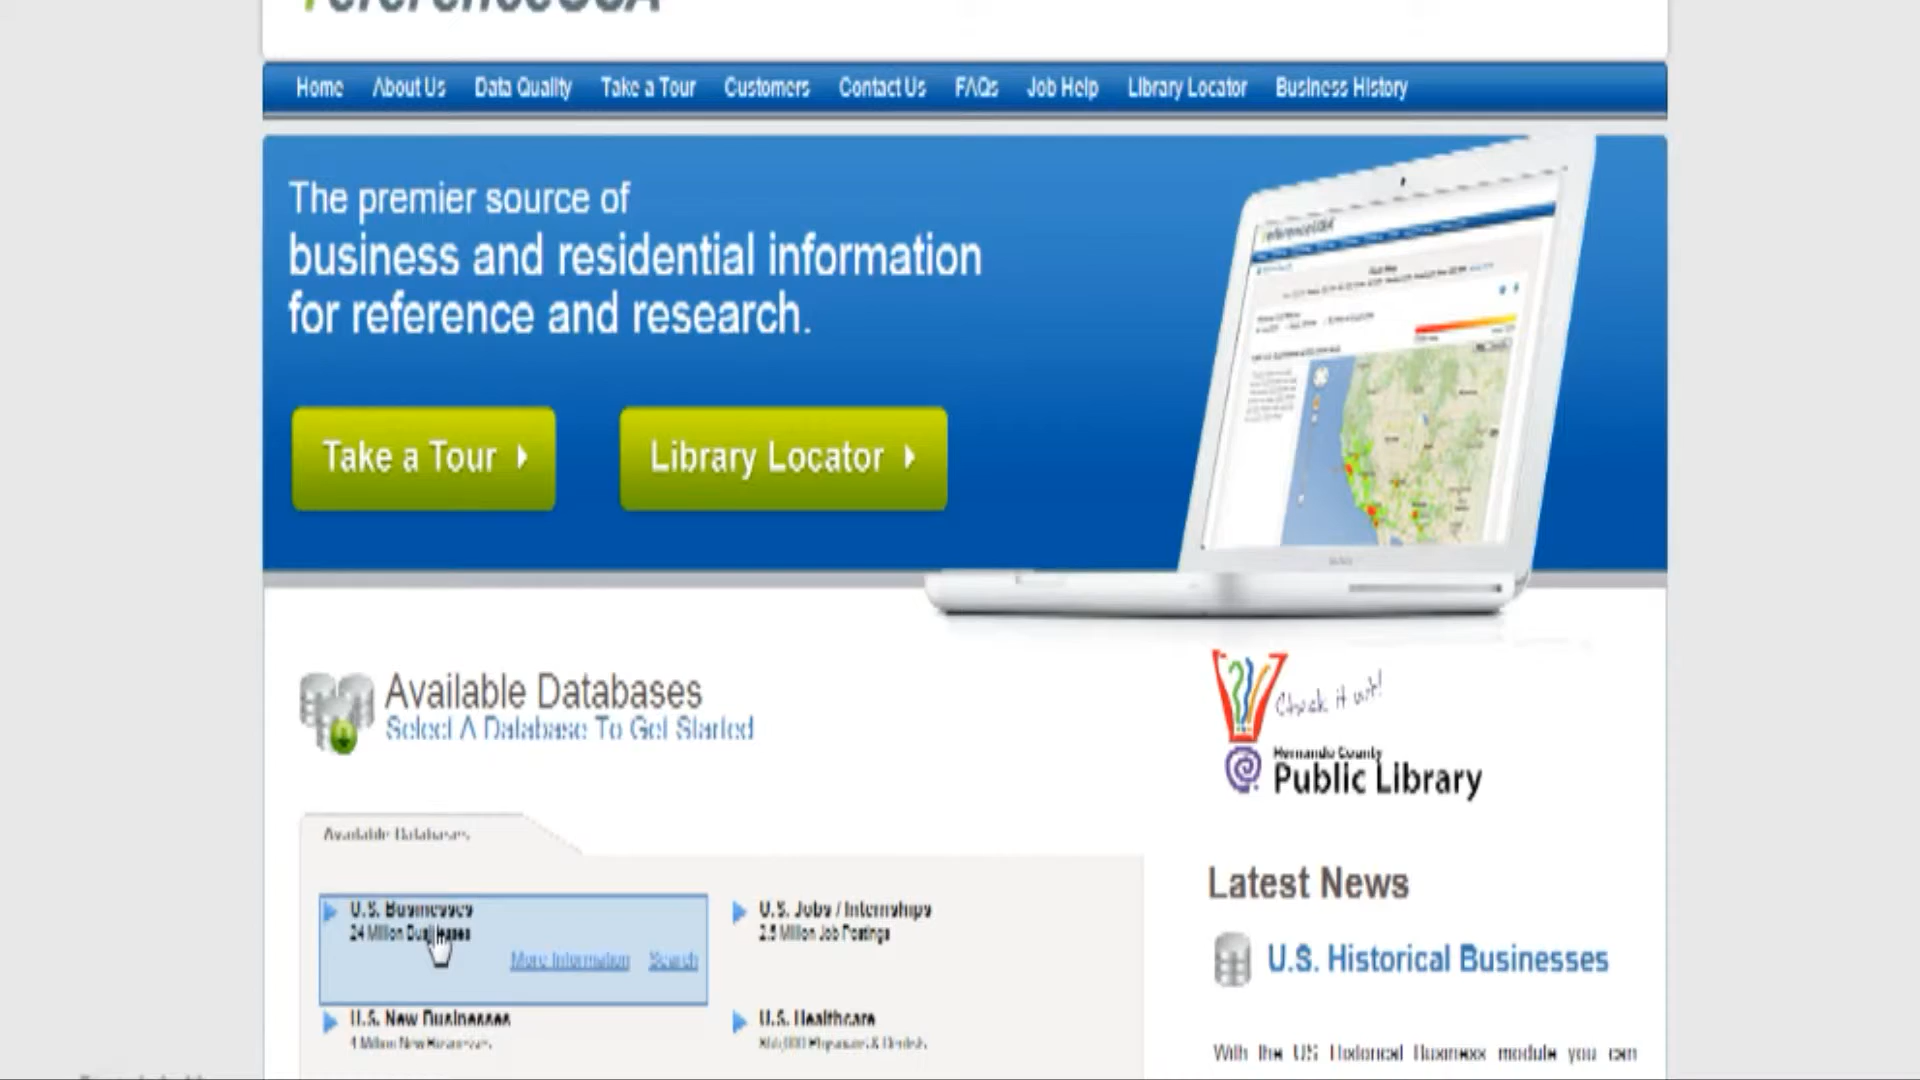 referenceUSA
Home About Us Data Quality Take a Tour Customers Contact Us FAQs Job Help Library Locator Business History
The premier source of
business and residential information
for reference and research.
Take a Tour Library Locator
Available Databases
Select A Database To Get Started
Check it out!
Hernando County
Public Library
Available Databases
U.S. Businesses
24 Million Businesses
More Information Search
U.S. Jobs / Internships
2.5 Million Job Postings
U.S. New Businesses
4 Million New Businesses
U.S. Healthcare
Physicians & Dentists
Latest News
U.S. Historical Businesses
With the US Historical Business module you can